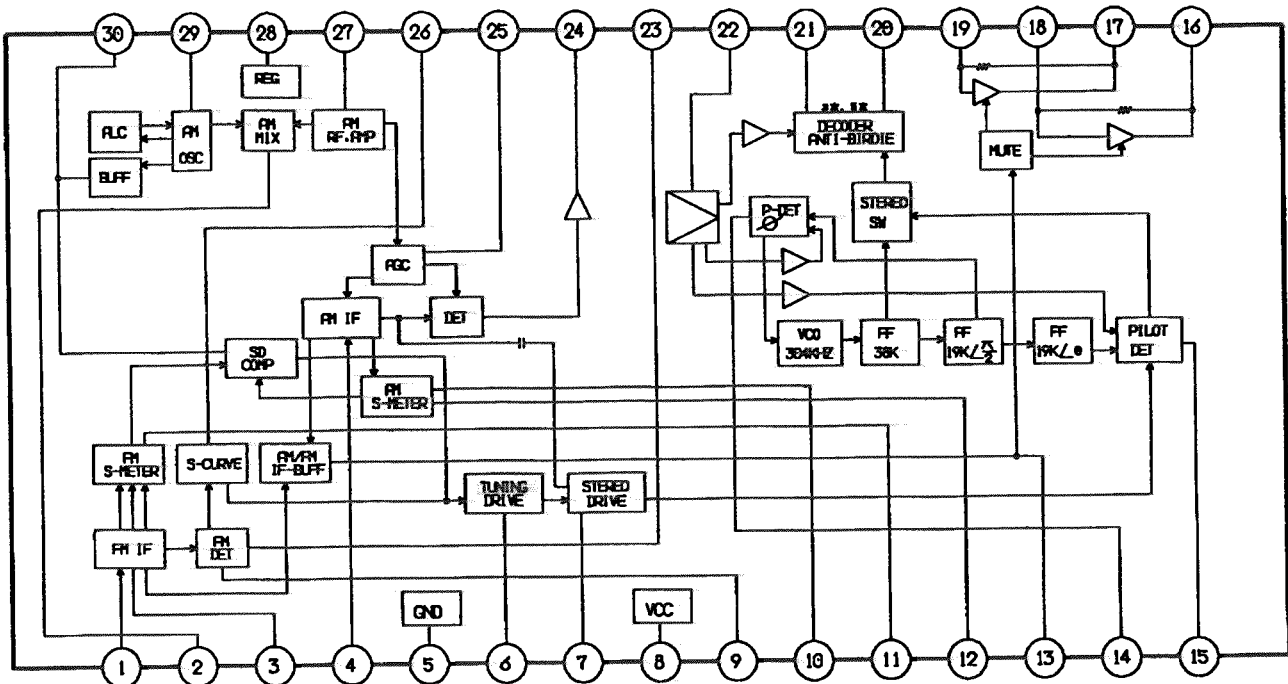 30 29 28 27 26 25 24 23 22 21 20 19 18 17 16
REG
ALC
AM
OSC
AM
MIX
AM
RF.AMP
BUFF
DECODER
ANTI-BIRDIE
MUTE
P-DET
STEREO
SW
AGC
AM IF
DET
VCO
304KHZ
FF
38K
FF
19K/_π/2
FF
19K/_0
PILOT
DET
SD
COMP
AM
S-METER
FM
S-METER
S-CURVE
AM/FM
IF-BUFF
TUNING
DRIVE
STEREO
DRIVE
FM IF
FM
DET
GND
VCC
1 2 3 4 5 6 7 8 9 10 11 12 13 14 15